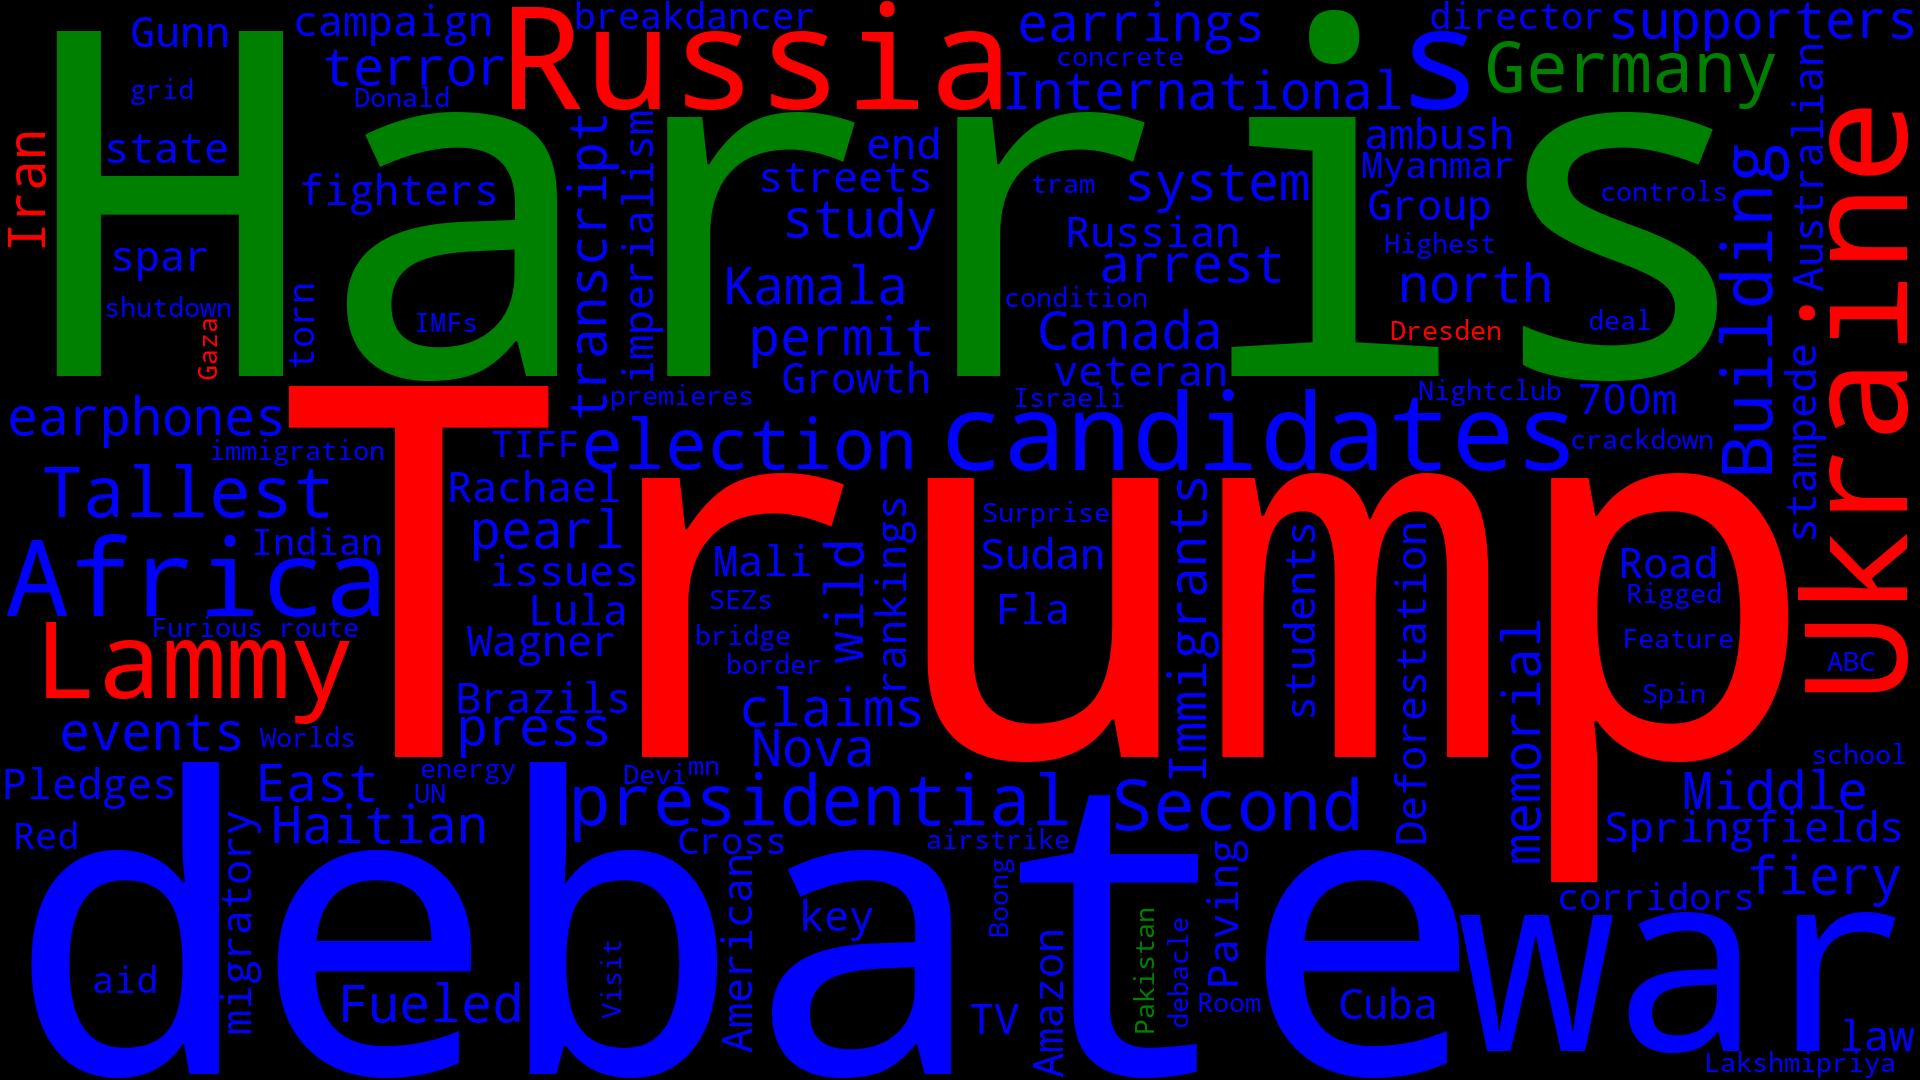 Gunn
campaign
breakdancer
earrings
director
supporters
terror
Russia
concrete
International
s
Germany
grid
Donald
Harris
Iran
state
fighters
transcript
imperialism
end
streets
study
tram
system
ambush
Myanmar
Group
controls
Building
Australian
Ukraine
spar
Russian
Highest
arrest
Kamala
condition
north
shutdown
Gaza
torn
IMFs
permit
Canada
Dresden
deal
Growth
veteran
premieres
Israeli
Nightclub
700m
earphones
immigration
TIFF
election
candidates
crackdown
stampede
Tallest
Trump
Rachael
pearl
Surprise
Indian
Africa
issues
Mali
wild
rankings
Sudan
Immigrants
students
Deforestation
Road
Rigged
SEZs
Lula
Fla
Furious
route
Wagner
bridge
border
Feature
ABC
Lammy
Brazils
press
claims
Spin
memorial
events
Worlds
Nova
school
Pledges
East
energy
UN
Devi
mn
presidential
Second
Middle
Red
migratory
Haitian
Cross
airstrike
Springfields
debate
fiery
corridors
war
American
key
Boong
Paving
aid
Fueled
Visit
TV
Amazon
Pakistan
debacle
Room
Cuba
law
Lakshmipriya